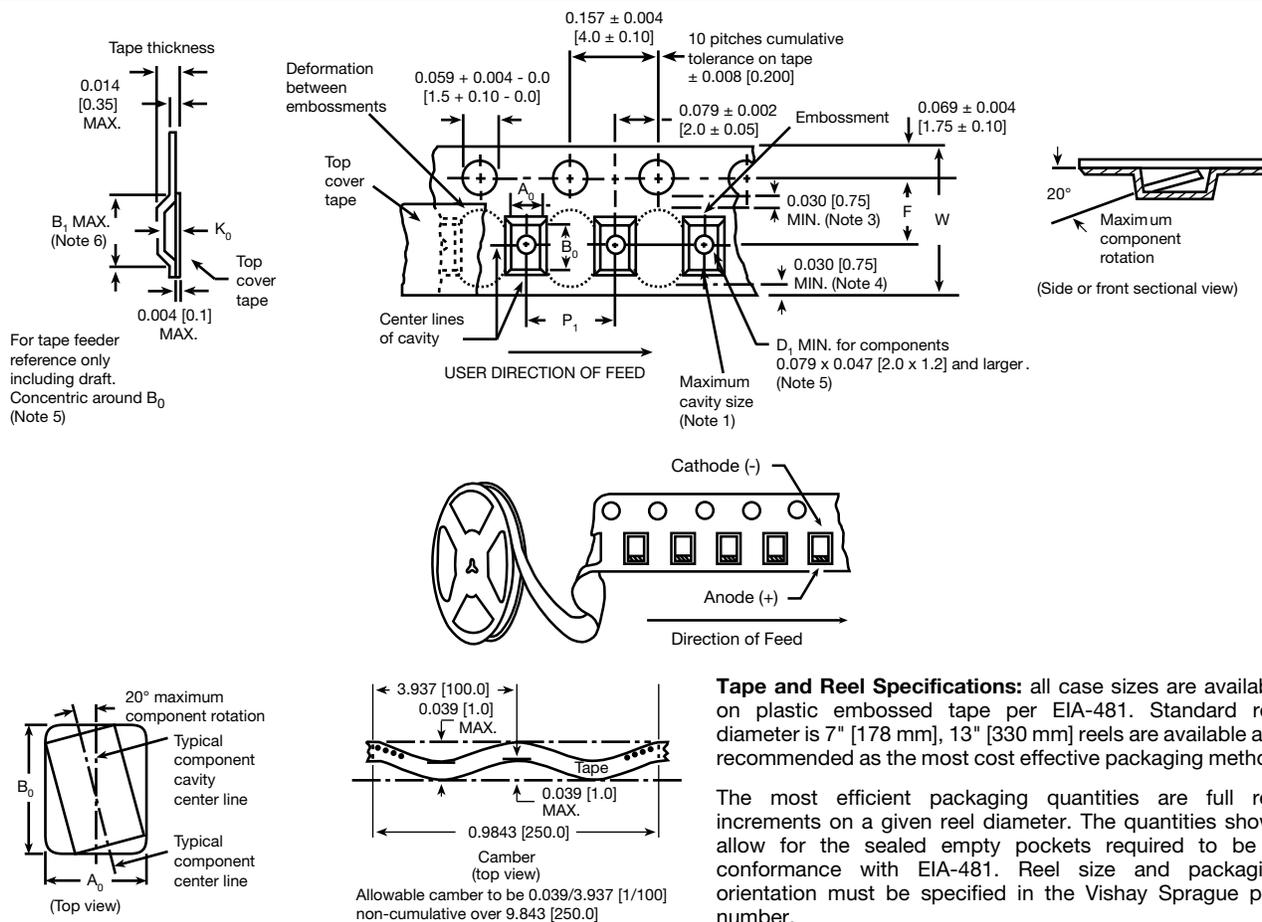 0.157 ± 0.004
[4.0 ± 0.10]
10 pitches cumulative
tolerance on tape
± 0.008 [0.200]
Tape thickness
0.014
[0.35]
MAX.
Deformation
between
embossments
0.059 + 0.004 - 0.0
[1.5 + 0.10 - 0.0]
0.079 ± 0.002
[2.0 ± 0.05]
Embossment
0.069 ± 0.004
[1.75 ± 0.10]
Top
cover
tape
A0
B0
0.030 [0.75]
MIN. (Note 3)
F
W
20°
Maximum
component
rotation
(Side or front sectional view)
B1 MAX.
(Note 6)
K0
Top
cover
tape
0.004 [0.1]
MAX.
0.030 [0.75]
MIN. (Note 4)
For tape feeder
reference only
including draft.
Concentric around B0
(Note 5)
Center lines
of cavity
P1
USER DIRECTION OF FEED
D1 MIN. for components
0.079 x 0.047 [2.0 x 1.2] and larger.
(Note 5)
Maximum
cavity size
(Note 1)
Cathode (-)
Anode (+)
Direction of Feed
20° maximum
component rotation
Typical
component
cavity
center line
B0
Typical
component
center line
A0
(Top view)
3.937 [100.0]
0.039 [1.0]
MAX.
Tape
0.039 [1.0]
MAX.
0.9843 [250.0]
Camber
(top view)
Allowable camber to be 0.039/3.937 [1/100]
non-cumulative over 9.843 [250.0]
Tape and Reel Specifications: all case sizes are
on plastic embossed tape per EIA-481. Standard
diameter is 7" [178 mm], 13" [330 mm] reels are available
recommended as the most cost effective packaging
The most efficient packaging quantities are full
increments on a given reel diameter. The quantities
allow for the sealed empty pockets required to be
conformance with EIA-481. Reel size and
orientation must be specified in the Vishay Sprague
number.